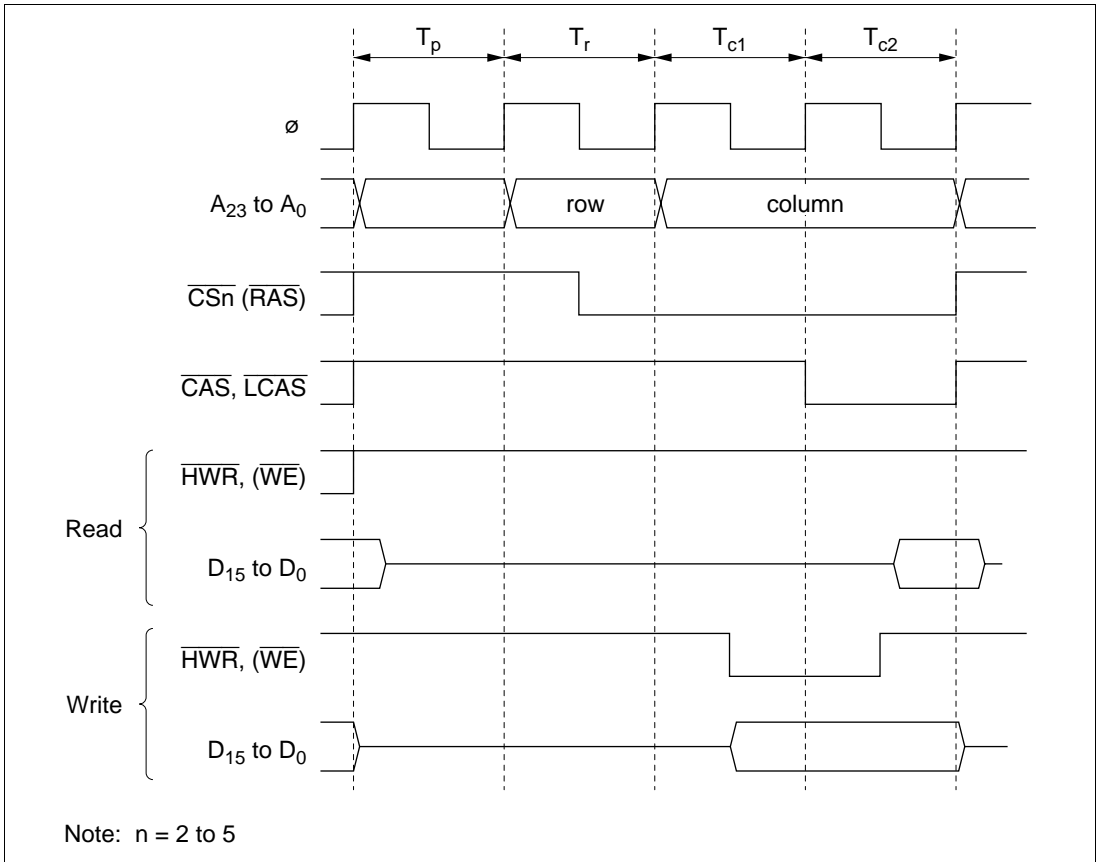 Tp Tr Tc1 Tc2
ø
A23 to A0 row column
CSn (RAS)
CAS, LCAS
HWR, (WE)
Read
D15 to D0
HWR, (WE)
Write
D15 to D0
Note: n = 2 to 5